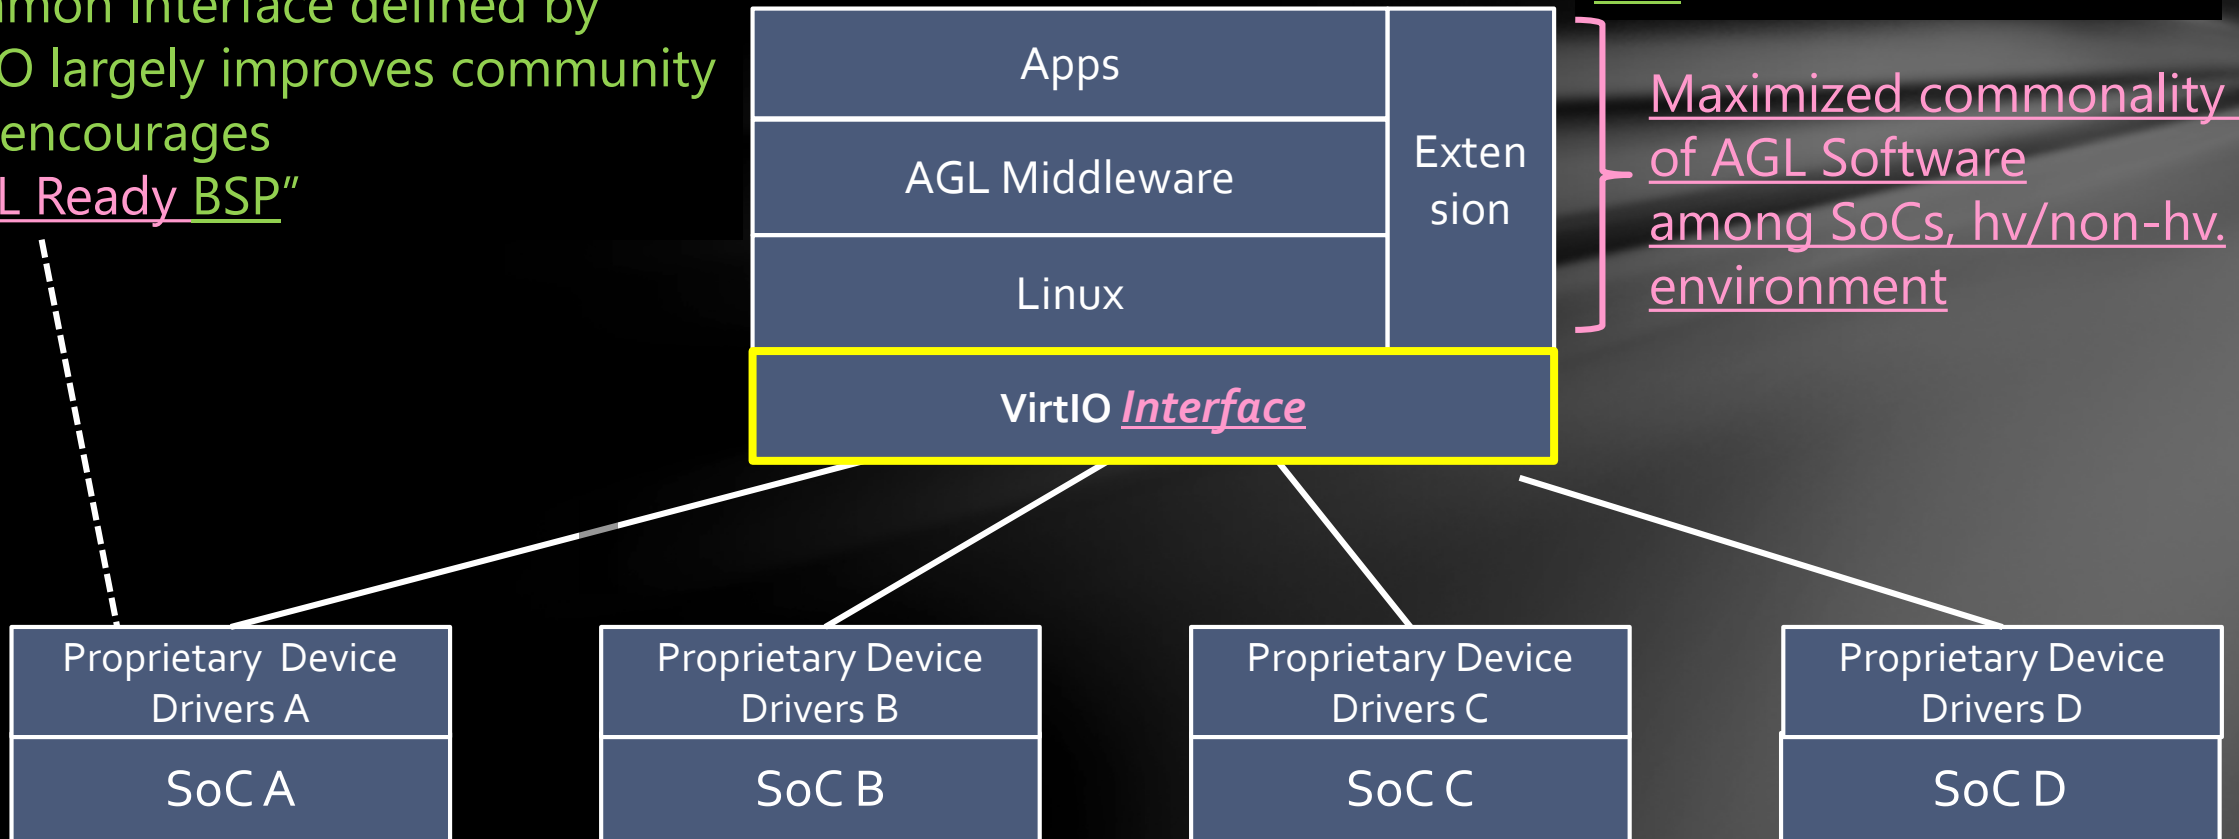 mmon Interface defined by
O largely improves community
encourages
L Ready BSP”
Apps
AGL Middleware
Linux
Exten
sion
VirtIO Interface
Maximized commonality
of AGL Software
among SoCs, hv/non-hv.
environment
Proprietary Device
Drivers A
SoC A
Proprietary Device
Drivers B
SoC B
Proprietary Device
Drivers C
SoC C
Proprietary Device
Drivers D
SoC D